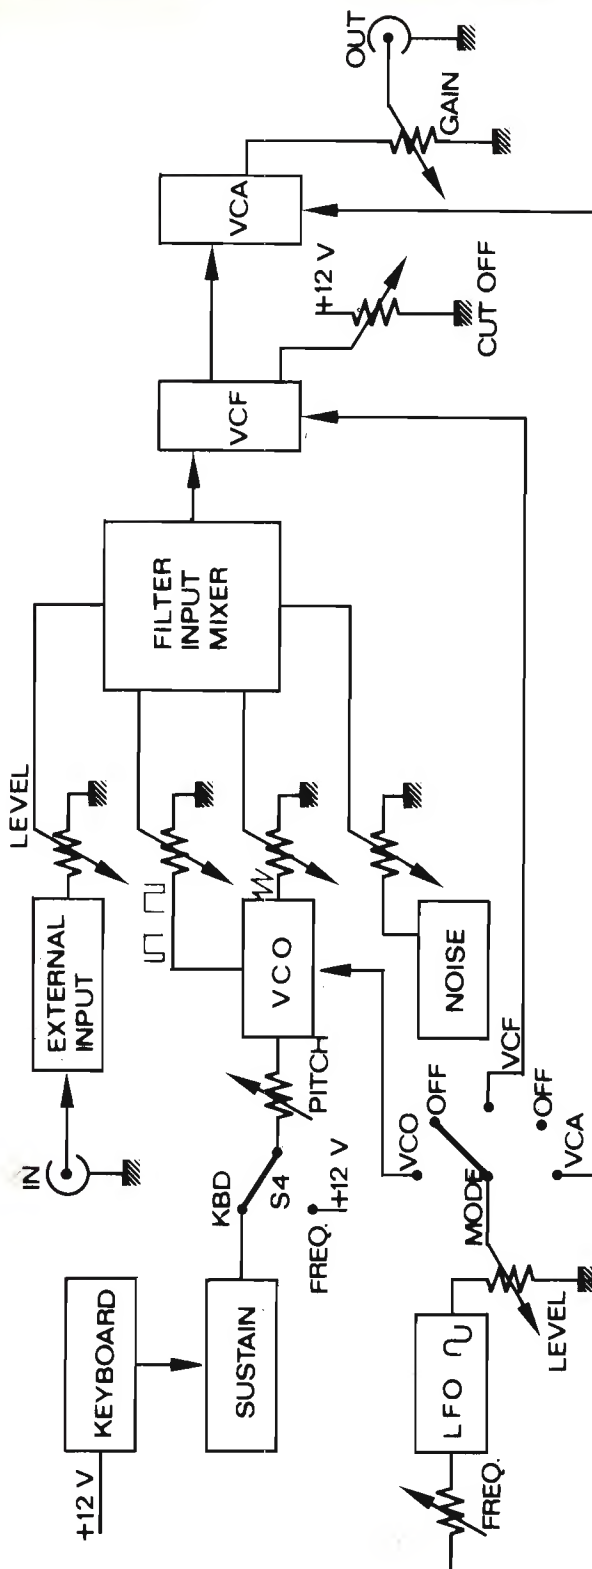 +12 V
KEYBOARD
SUSTAIN
IN
EXTERNAL
INPUT
LEVEL
KBD
S4
FREQ.
+12 V
PITCH
VCO
FILTER
INPUT
MIXER
VCF
+12 V
CUT OFF
VCA
GAIN
OUT
FREQ.
LFO
LEVEL
MODE
VCO
OFF
VCF
OFF
VCA
NOISE